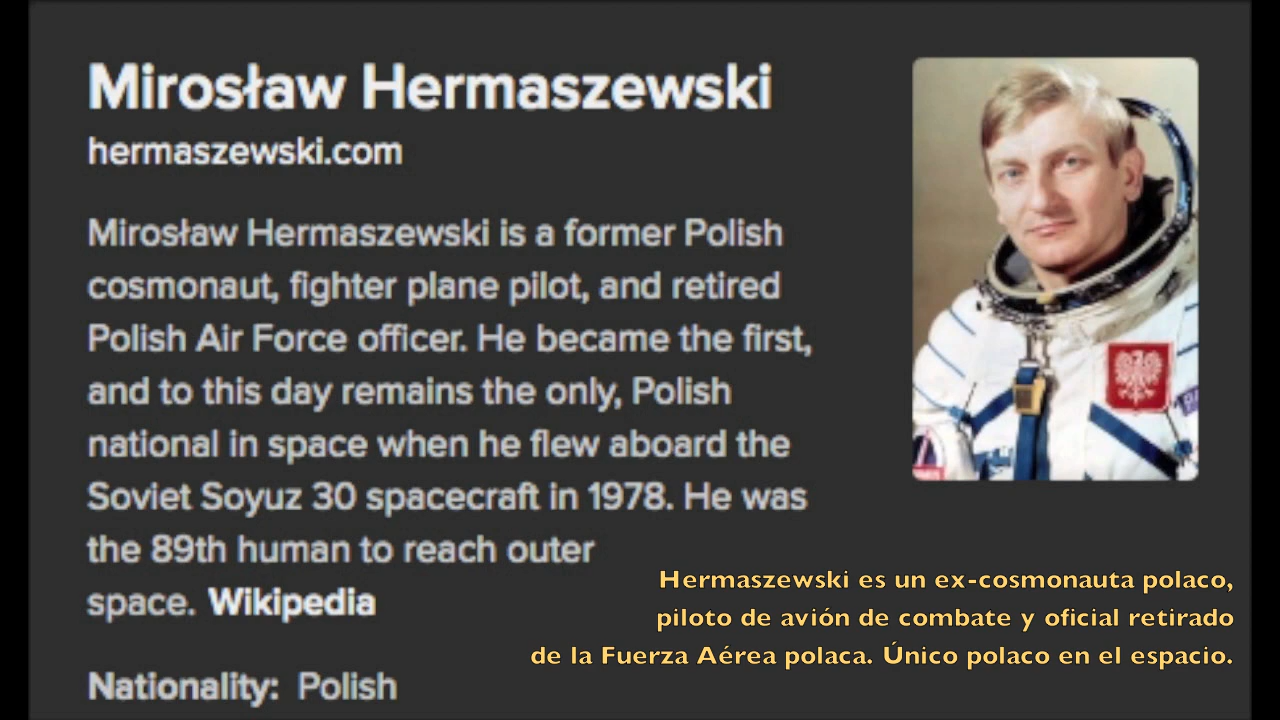 Mirosław Hermaszewski
hermaszewski.com
Mirosław Hermaszewski is a former Polish
cosmonaut, fighter plane pilot, and retired
Polish Air Force officer. He became the first,
and to this day remains the only, Polish
national in space when he flew aboard the
Soviet Soyuz 30 spacecraft in 1978. He was
the 89th human to reach outer
space. Wikipedia
Nationality: Polish
Hermaszewski es un ex-cosmonauta polaco,
piloto de avión de combate y oficial retirado
de la Fuerza Aérea polaca. Único polaco en el espacio.